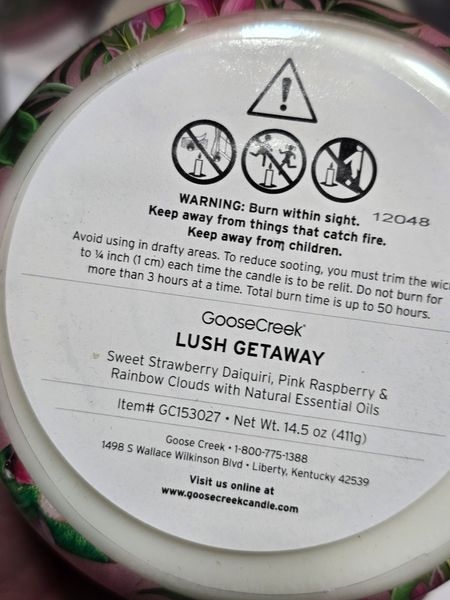 WARNING: Burn within sight. 12048
Keep away from things that catch fire.
Keep away from children.
Avoid using in drafty areas. To reduce sooting, you must trim the wick
to ¼ inch (1 cm) each time the candle is to be relit. Do not burn for
more than 3 hours at a time. Total burn time is up to 50 hours.
GooseCreek®
LUSH GETAWAY
Sweet Strawberry Daiquiri, Pink Raspberry &
Rainbow Clouds with Natural Essential Oils
Item# GC153027 • Net Wt. 14.5 oz (411g)
Goose Creek • 1-800-775-1388
1498 S Wallace Wilkinson Blvd • Liberty, Kentucky 42539
Visit us online at
www.goosecreekcandle.com